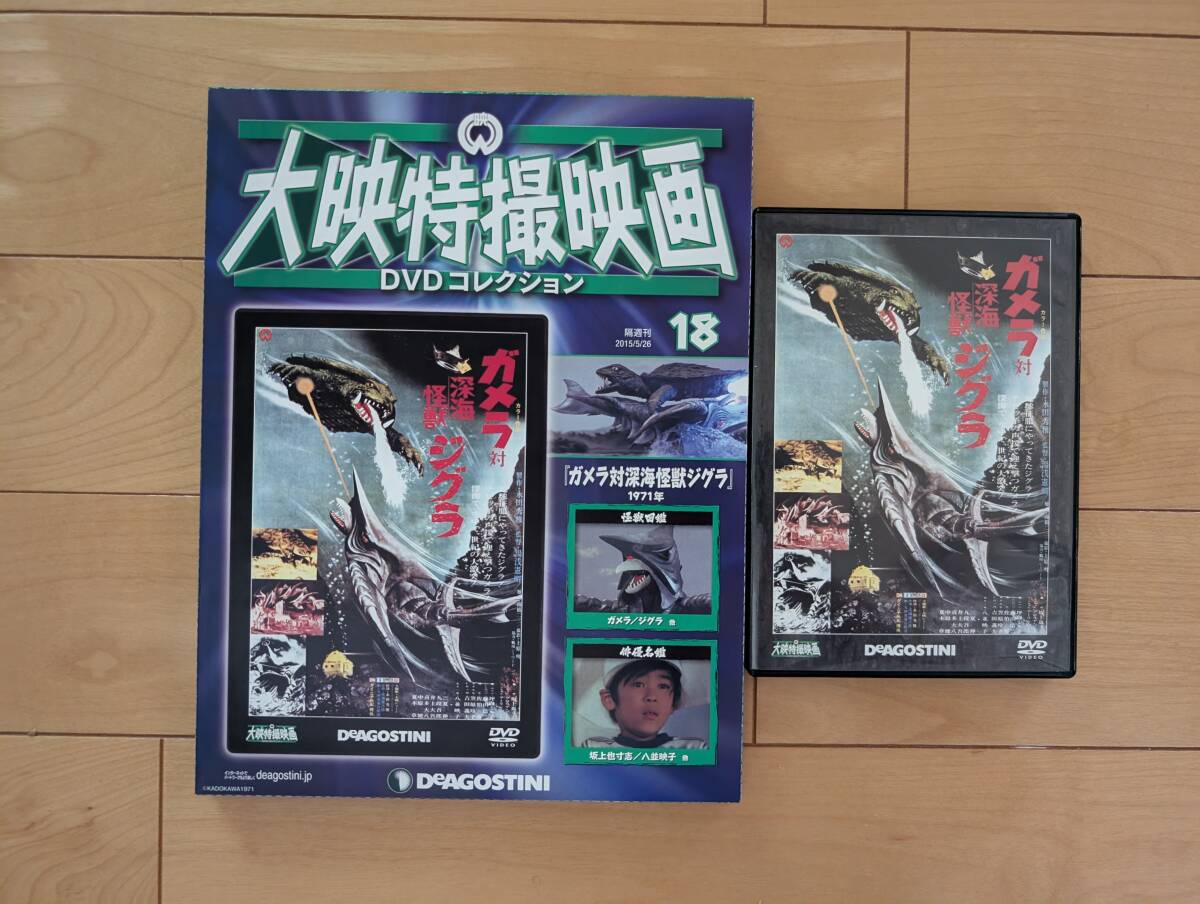 大映特撮映画
DVDコレクション
隔週刊
2015/5/26
18
ガメラ対
深海
怪獣
ジグラ
『ガメラ対深海怪獣ジグラ』
1971年
怪獣図鑑
ガメラ/ジグラ 他
俳優名鑑
坂上也寸志/八並映子 他
大映特撮映画
DeAGOSTINI
DVD
VIDEO
deagostini.jp
DeAGOSTINI
©KADOKAWA1971
DeAGOSTINI
ガメラ対
深海
怪獣
ジグラ
大映特撮映画
DeAGOSTINI
DVD
VIDEO